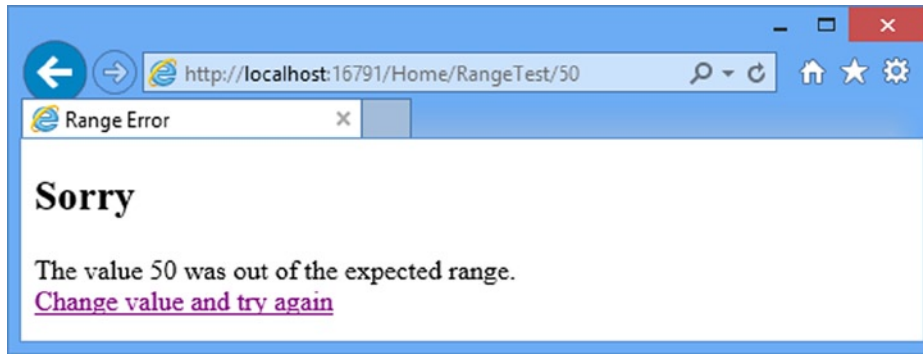 http://localhost:16791/Home/RangeTest/50
Range Error
Sorry
The value 50 was out of the expected range.
Change value and try again